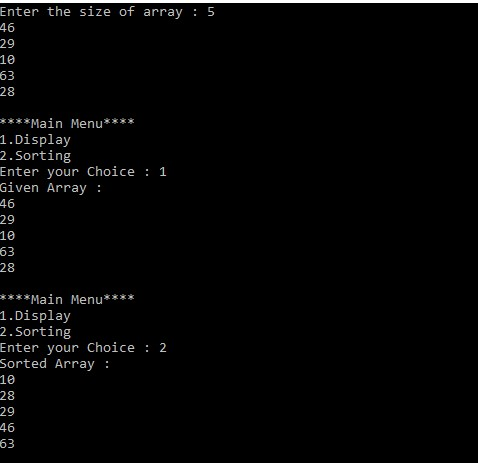 Enter the size of array : 5
46
29
10
63
28
****Main Menu****
1.Display
2.Sorting
Enter your Choice : 1
Given Array :
46
29
10
63
28
****Main Menu****
1.Display
2.Sorting
Enter your Choice : 2
Sorted Array :
10
28
29
46
63